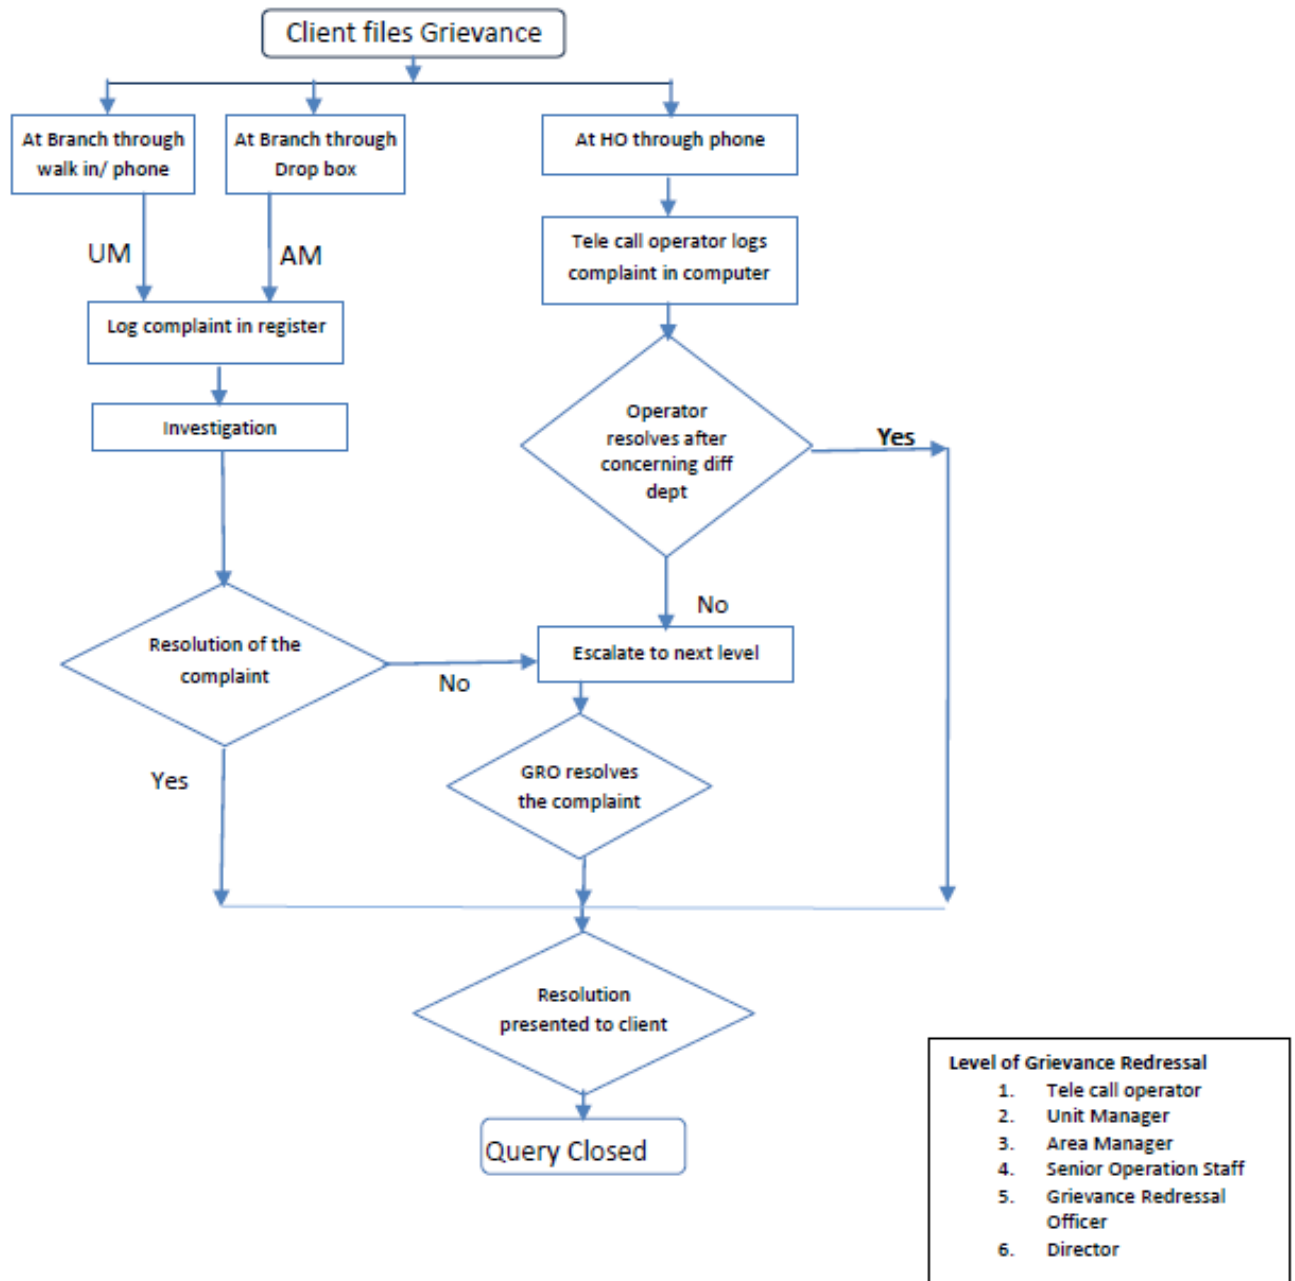 Client files Grievance
At Branch through
walk in/ phone
At Branch through
Drop box
At HO through phone
UM
AM
Tele call operator logs
complaint in computer
Log complaint in register
Investigation
Operator
resolves after
concerning diff
dept
Yes
No
Resolution of the
complaint
No
Escalate to next level
Yes
GRO resolves
the complaint
Resolution
presented to client
Query Closed
Level of Grievance Redressal
1. Tele call operator
2. Unit Manager
3. Area Manager
4. Senior Operation Staff
5. Grievance Redressal
Officer
6. Director